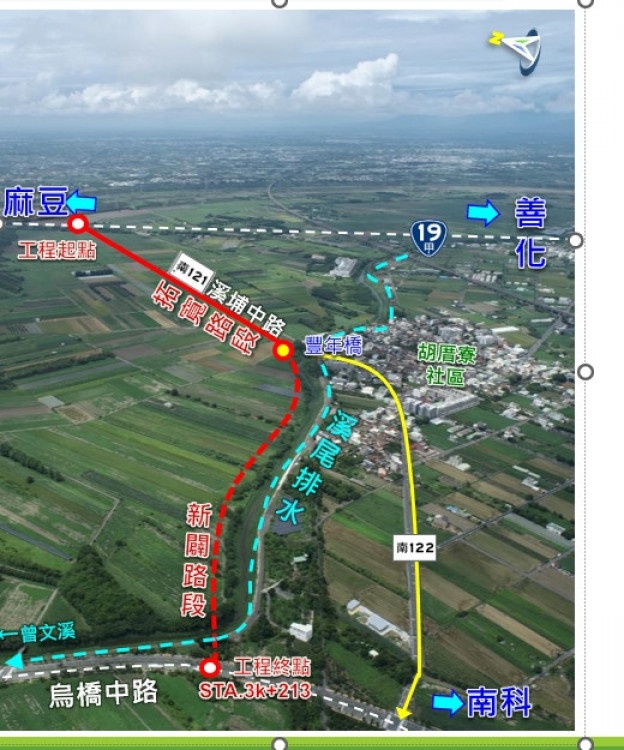 Z
麻豆
善化
19甲
工程起點
南121
溪埔中路
拓寬路段
豐年橋
胡厝寮
社區
溪尾排水
新闢路段
南122
←曾文溪
工程終點
STA.3k+213
烏橋中路
南科